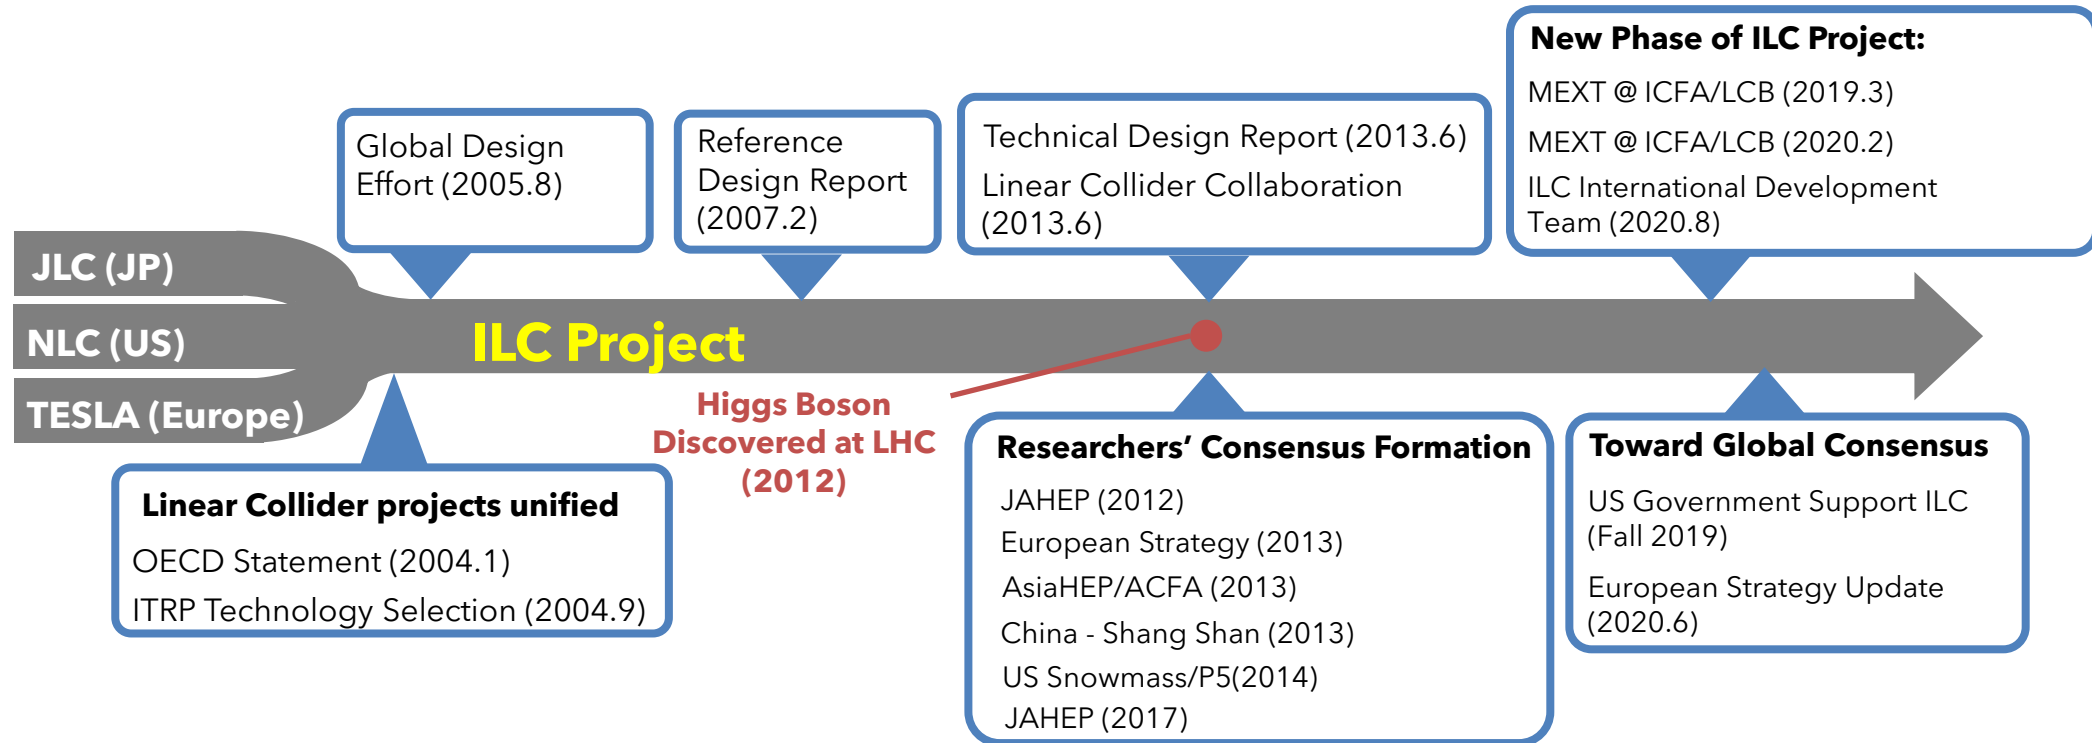 New Phase of ILC Project:
MEXT @ ICFA/LCB (2019.3)
MEXT @ ICFA/LCB (2020.2)
ILC International Development
Team (2020.8)
Global Design
Effort (2005.8)
Reference
Design Report
(2007.2)
Technical Design Report (2013.6)
Linear Collider Collaboration
(2013.6)
JLC (JP)
NLC (US)
TESLA (Europe)
ILC Project
Higgs Boson
Discovered at LHC
(2012)
Linear Collider projects unified
OECD Statement (2004.1)
ITRP Technology Selection (2004.9)
Researchers’ Consensus Formation
JAHEP (2012)
European Strategy (2013)
AsiaHEP/ACFA (2013)
China - Shang Shan (2013)
US Snowmass/P5(2014)
JAHEP (2017)
Toward Global Consensus
US Government Support ILC
(Fall 2019)
European Strategy Update
(2020.6)